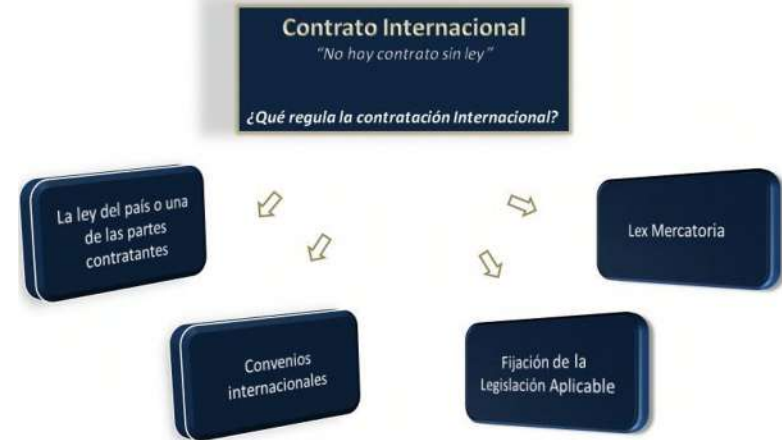 Contrato Internacional
"No hay contrato sin ley"
¿Qué regula la contratación Internacional?
La ley del país o una
de las partes
contratantes
Convenios
internacionales
Fijación de la
Legislación Aplicable
Lex Mercatoria